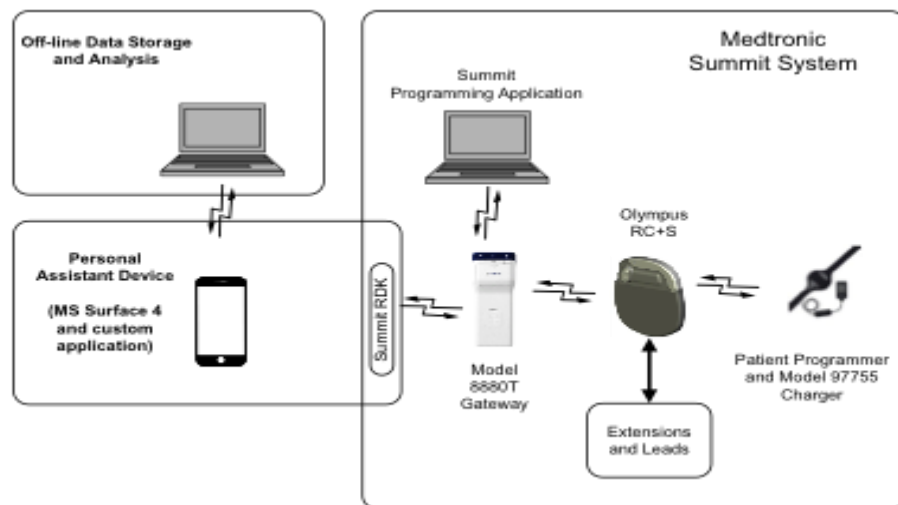 Off-line Data Storage
and Analysis
Medtronic
Summit System
Summit
Programming Application
Olympus
RC+S
Personal
Assistant Device
(MS Surface 4
and custom
application)
Summit RDK
Model
8880T
Gateway
Patient Programmer
and Model 97755
Charger
Extensions
and Leads